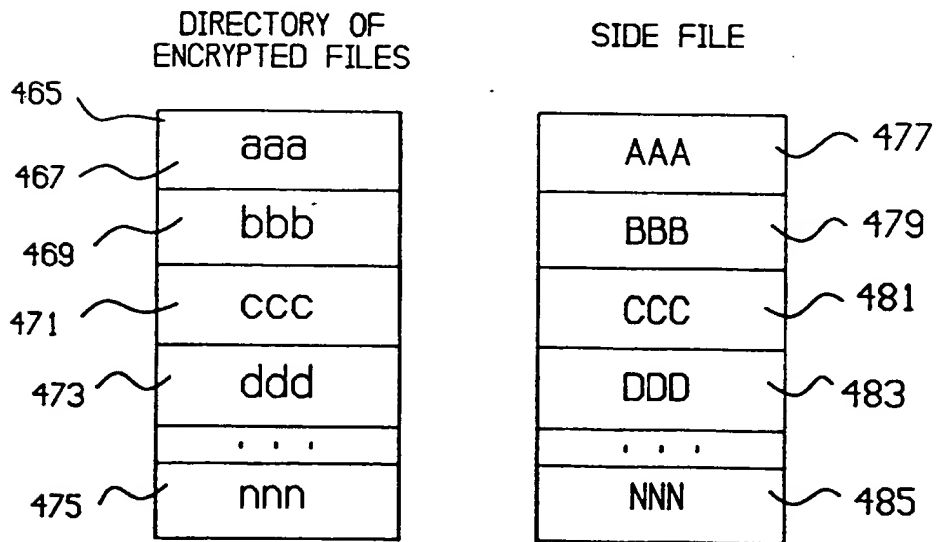 DIRECTORY OF
ENCRYPTED FILES
465
467
aaa
469
bbb
471
ccc
473
ddd
. . .
475
nnn
SIDE FILE
AAA
477
BBB
479
CCC
481
DDD
483
. . .
NNN
485